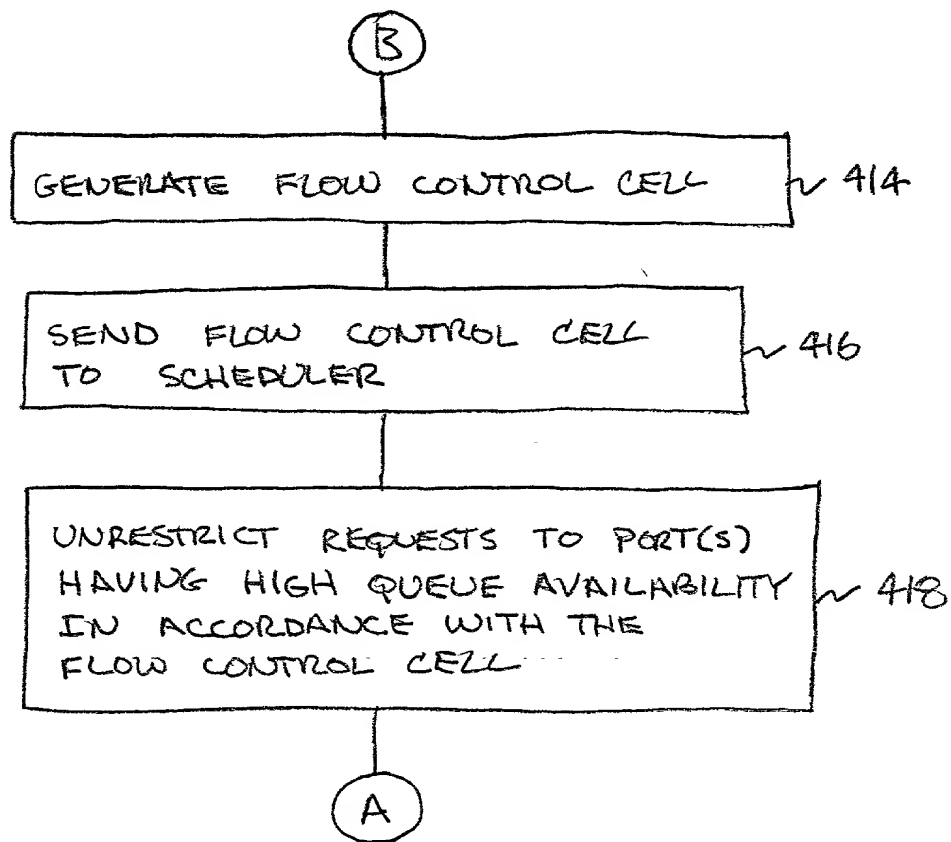 B
GENERATE FLOW CONTROL CELL
414
SEND FLOW CONTROL CELL
TO SCHEDULER
416
UNRESTRICT REQUESTS TO PORT(S)
HAVING HIGH QUEUE AVAILABILITY
IN ACCORDANCE WITH THE
FLOW CONTROL CELL
418
A